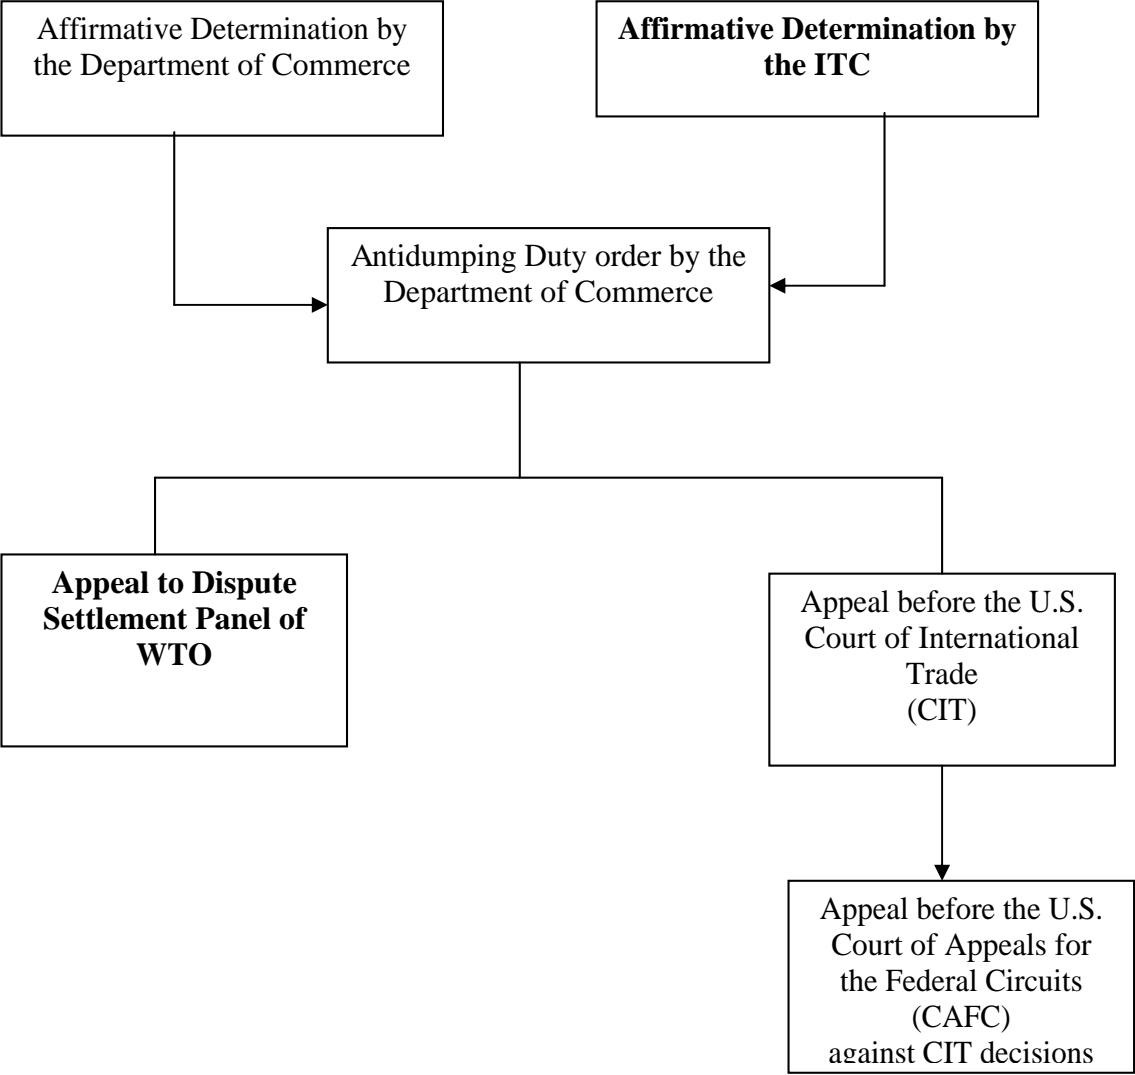 Affirmative Determination by
the Department of Commerce
Affirmative Determination by
the ITC
Antidumping Duty order by the
Department of Commerce
Appeal to Dispute
Settlement Panel of
WTO
Appeal before the U.S.
Court of International
Trade
(CIT)
Appeal before the U.S.
Court of Appeals for
the Federal Circuits
(CAFC)
against CIT decisions